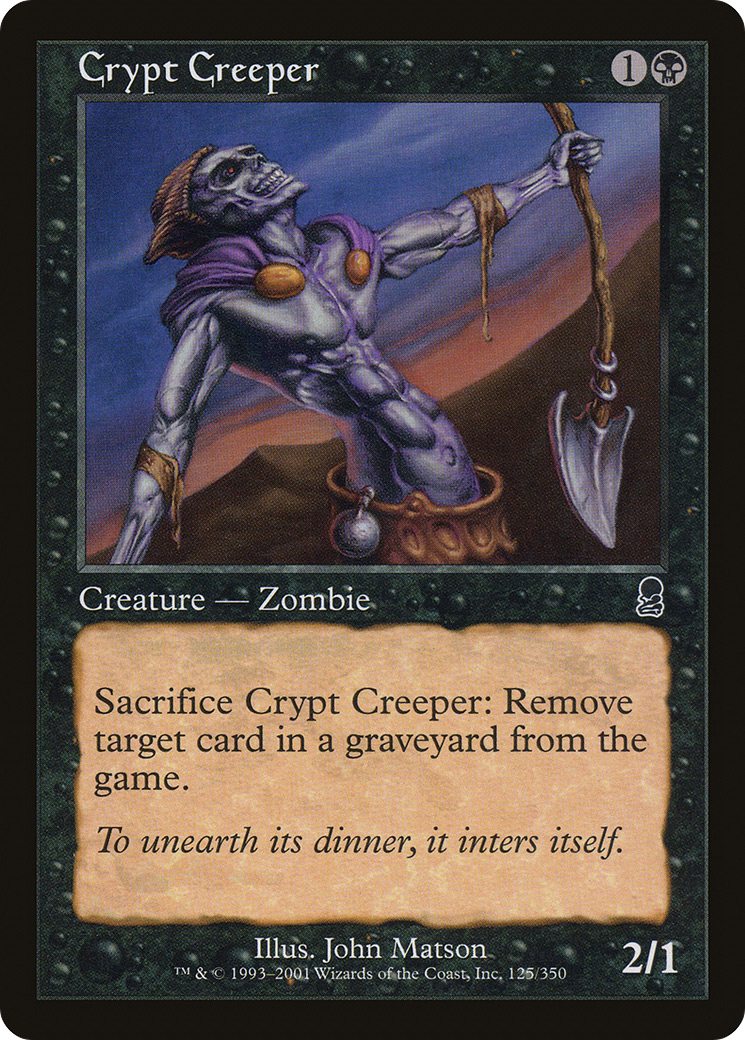 Crypt Creeper
1
Creature — Zombie
Sacrifice Crypt Creeper: Remove
target card in a graveyard from the
game.
To unearth its dinner, it inters itself.
Illus. John Matson
™ & © 1993–2001 Wizards of the Coast, Inc. 125/350
2/1